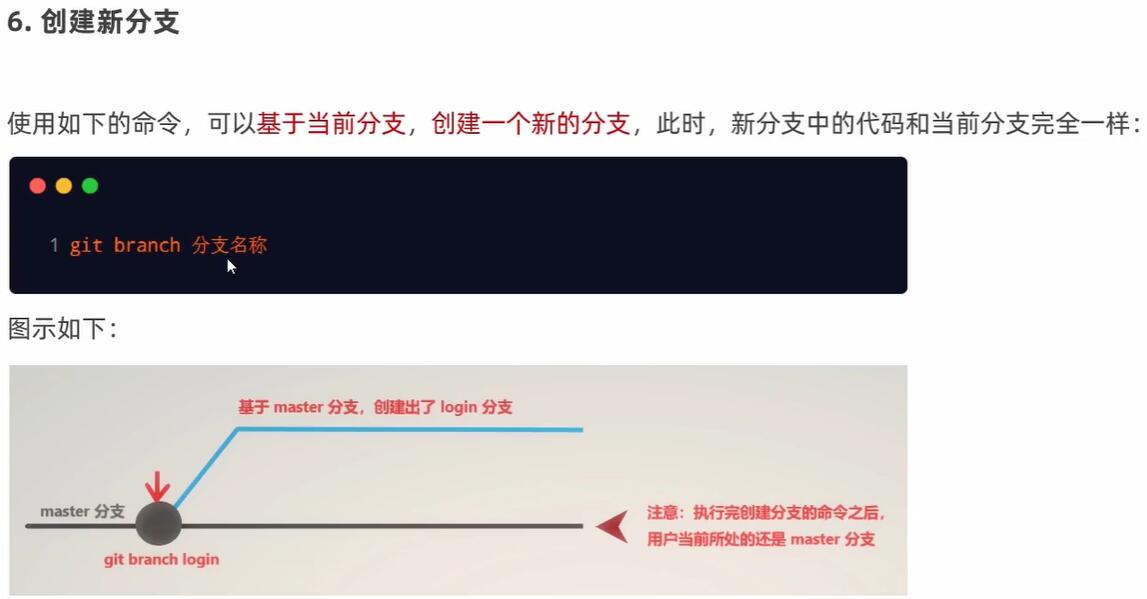 6. 创建新分支
使用如下的命令，可以基于当前分支，创建一个新的分支，此时，新分支中的代码和当前分支完全一样：
1 git branch 分支名称
图示如下：
基于 master 分支，创建出了 login 分支
master 分支
git branch login
注意：执行完创建分支的命令之后，
用户当前所处的还是 master 分支